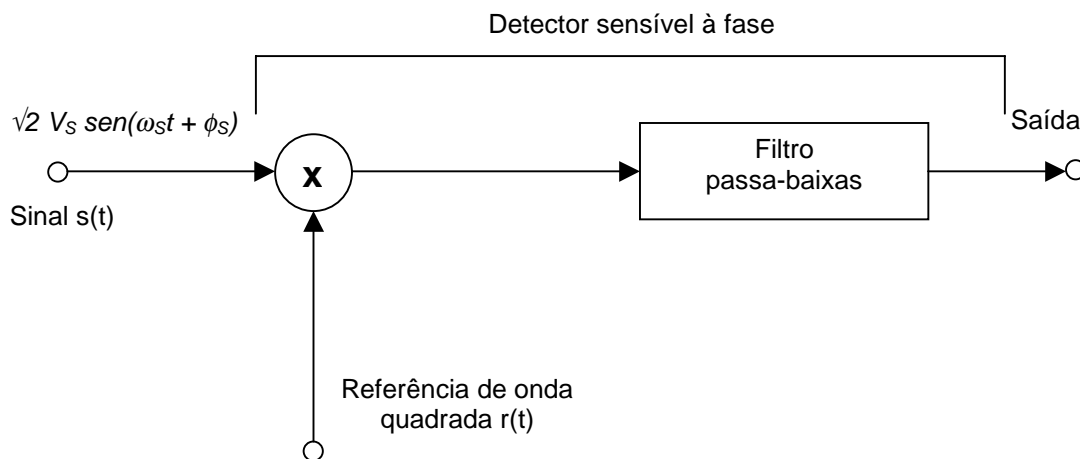 Detector sensível à fase
√2 V_S sen(ω_St + ϕ_S)
Saída
x
Filtro
passa-baixas
Sinal s(t)
Referência de onda
quadrada r(t)